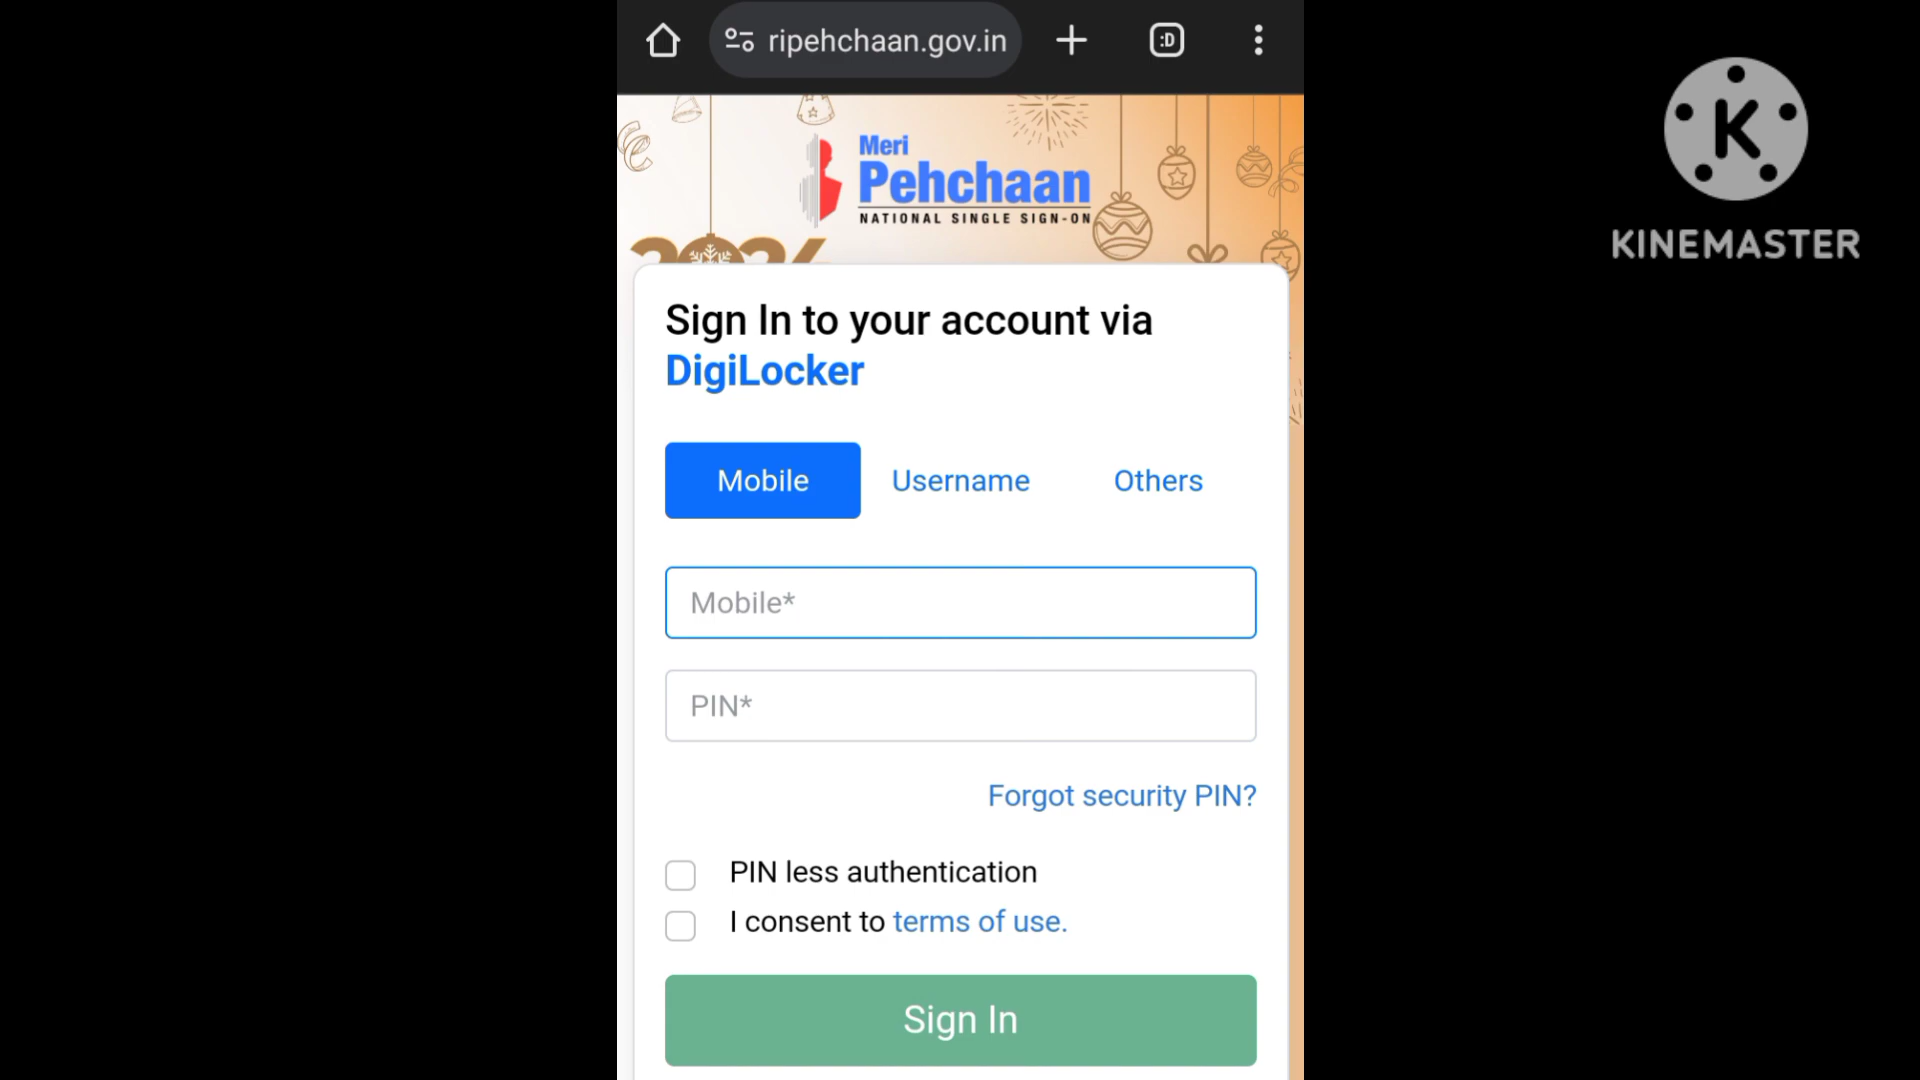 ripehchaan.gov.in
:D
Meri
Pehchaan
NATIONAL SINGLE SIGN-ON
K
KINEMASTER
Sign In to your account via
DigiLocker
Mobile
Username
Others
Mobile*
PIN*
Forgot security PIN?
PIN less authentication
I consent to terms of use.
Sign In